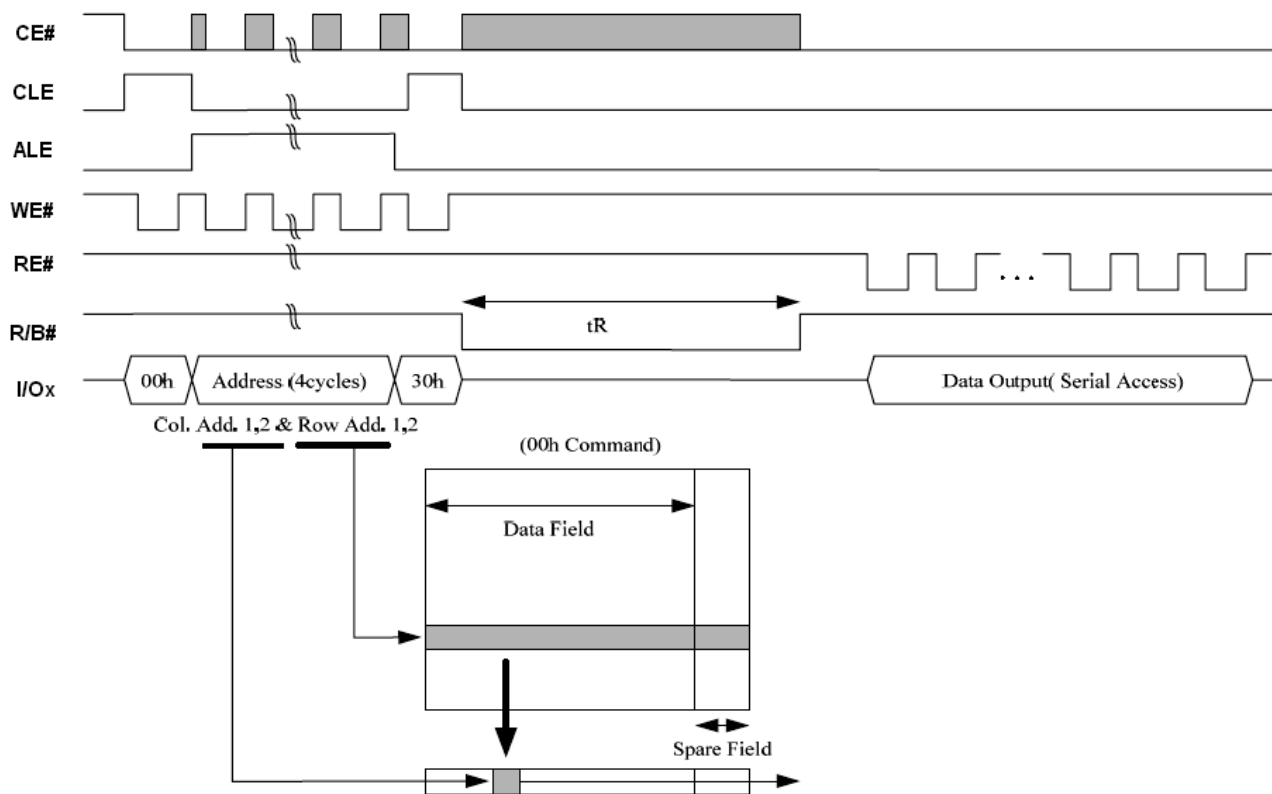 CE#
CLE
ALE
WE#
RE#
. . .
R/B#
tR
I/Ox
00h
Address (4cycles)
30h
Data Output( Serial Access)
Col. Add. 1,2 & Row Add. 1,2
(00h Command)
Data Field
Spare Field